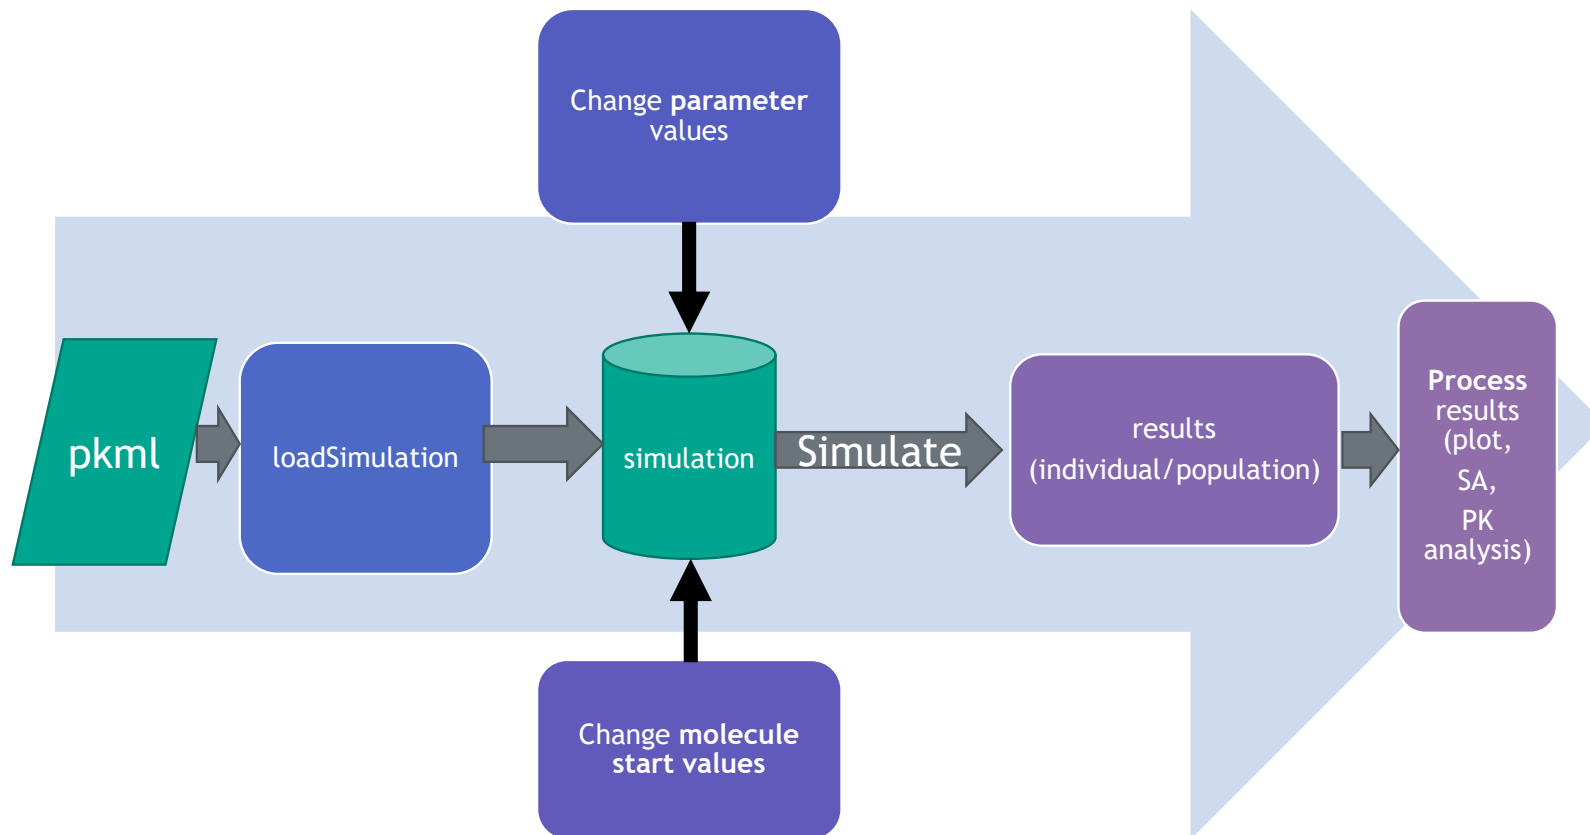 Change parameter
values
pkml
loadSimulation
simulation
Simulate
results
(individual/population)
Process
results
(plot,
SA,
PK
analysis)
Change molecule
start values